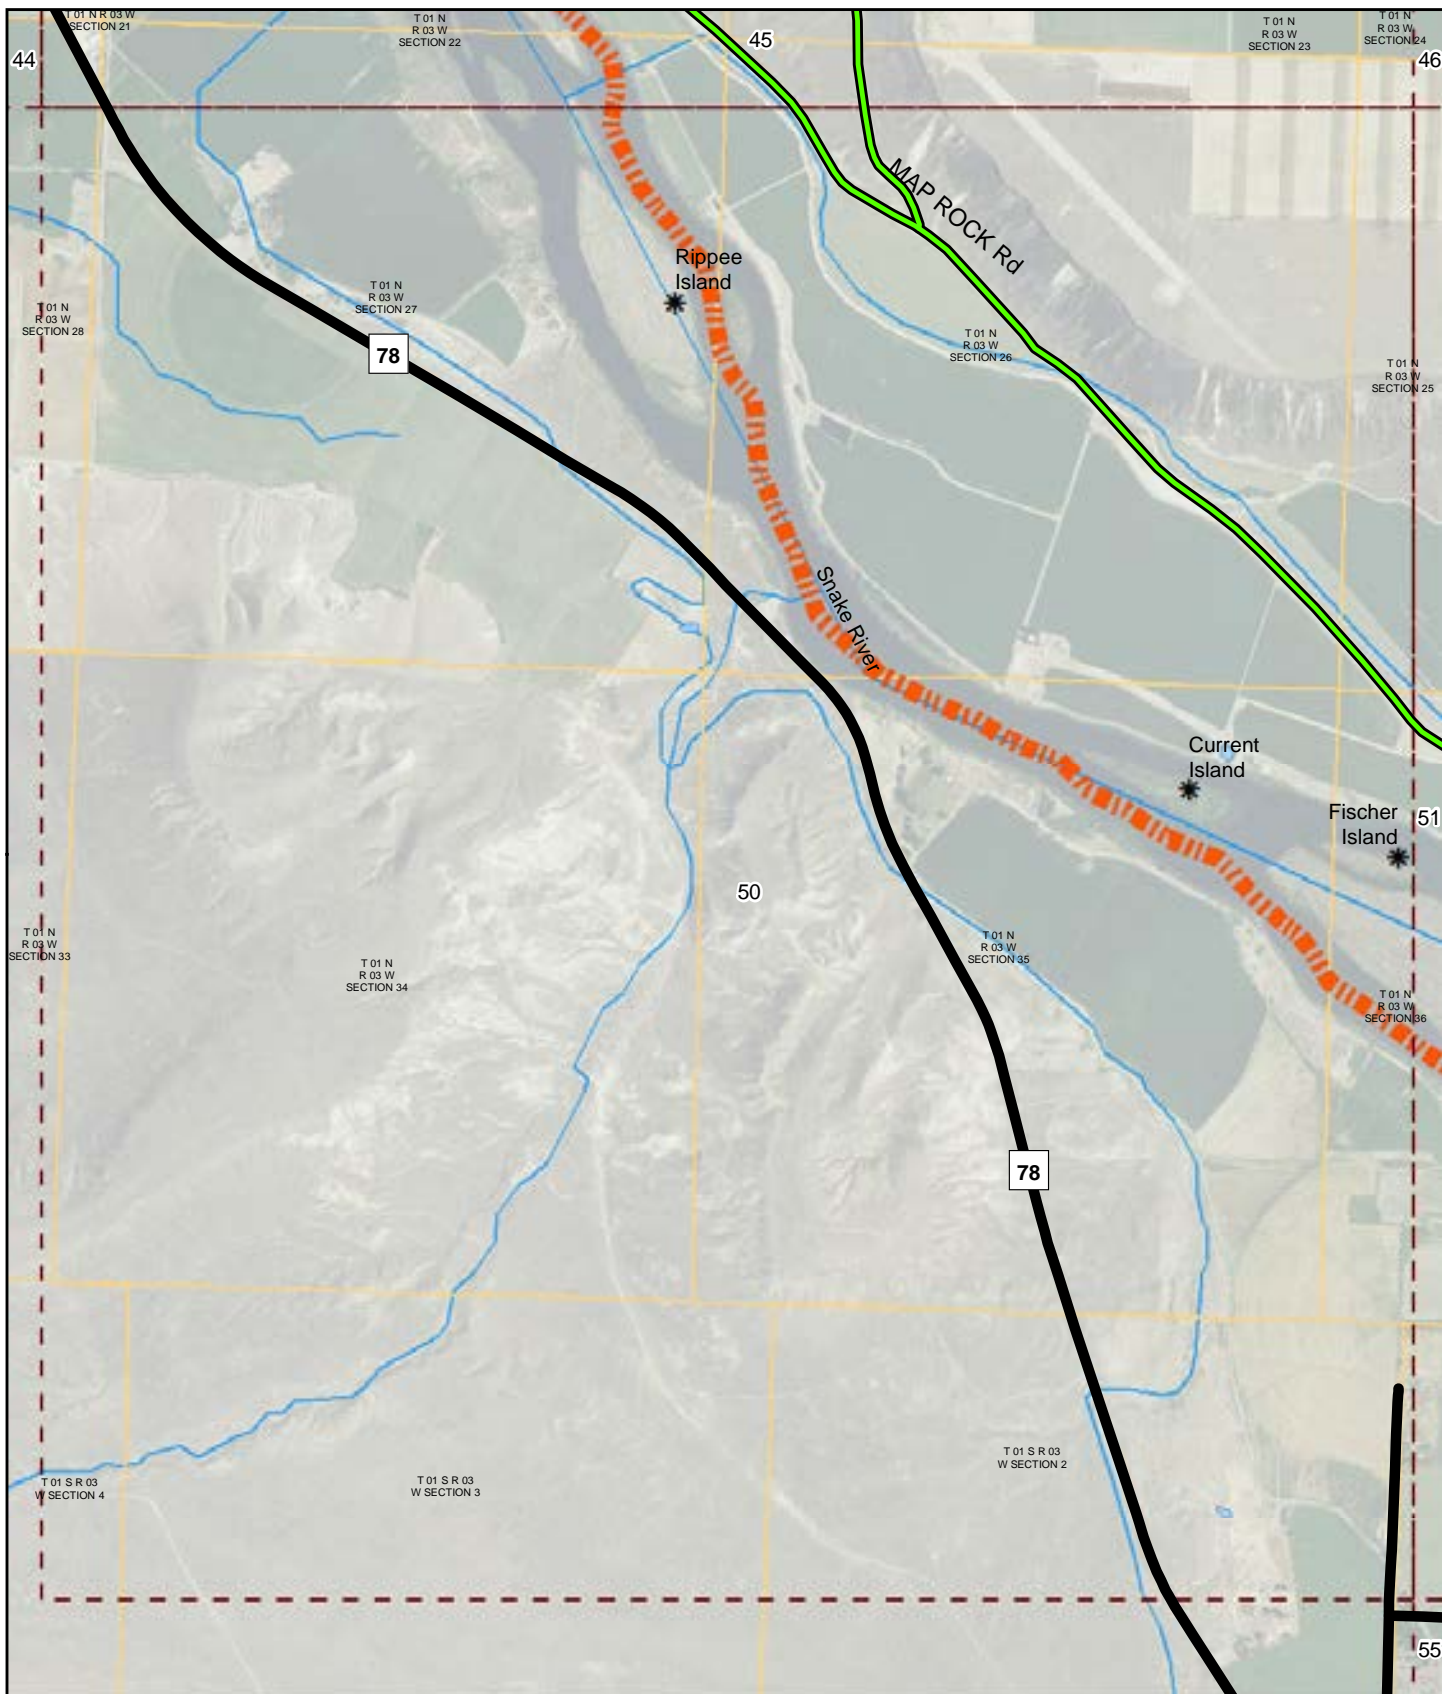 T 01 N R 03 W
SECTION 21
T 01 N
R 03 W
SECTION 22
45
T 01 N
R 03 W
SECTION 23
T 01 N
R 03 W
SECTION 24
44
46
MAP ROCK Rd
Rippee
Island
T 01 N
R 03 W
SECTION 27
T 01 N
R 03 W
SECTION 28
78
T 01 N
R 03 W
SECTION 26
T 01 N
R 03 W
SECTION 25
Snake River
Current
Island
Fischer
Island
51
50
T 01 N
R 03 W
SECTION 33
T 01 N
R 03 W
SECTION 34
T 01 N
R 03 W
SECTION 35
T 01 N
R 03 W
SECTION 36
78
T 01 S R 03
W SECTION 4
T 01 S R 03
W SECTION 3
T 01 S R 03
W SECTION 2
55